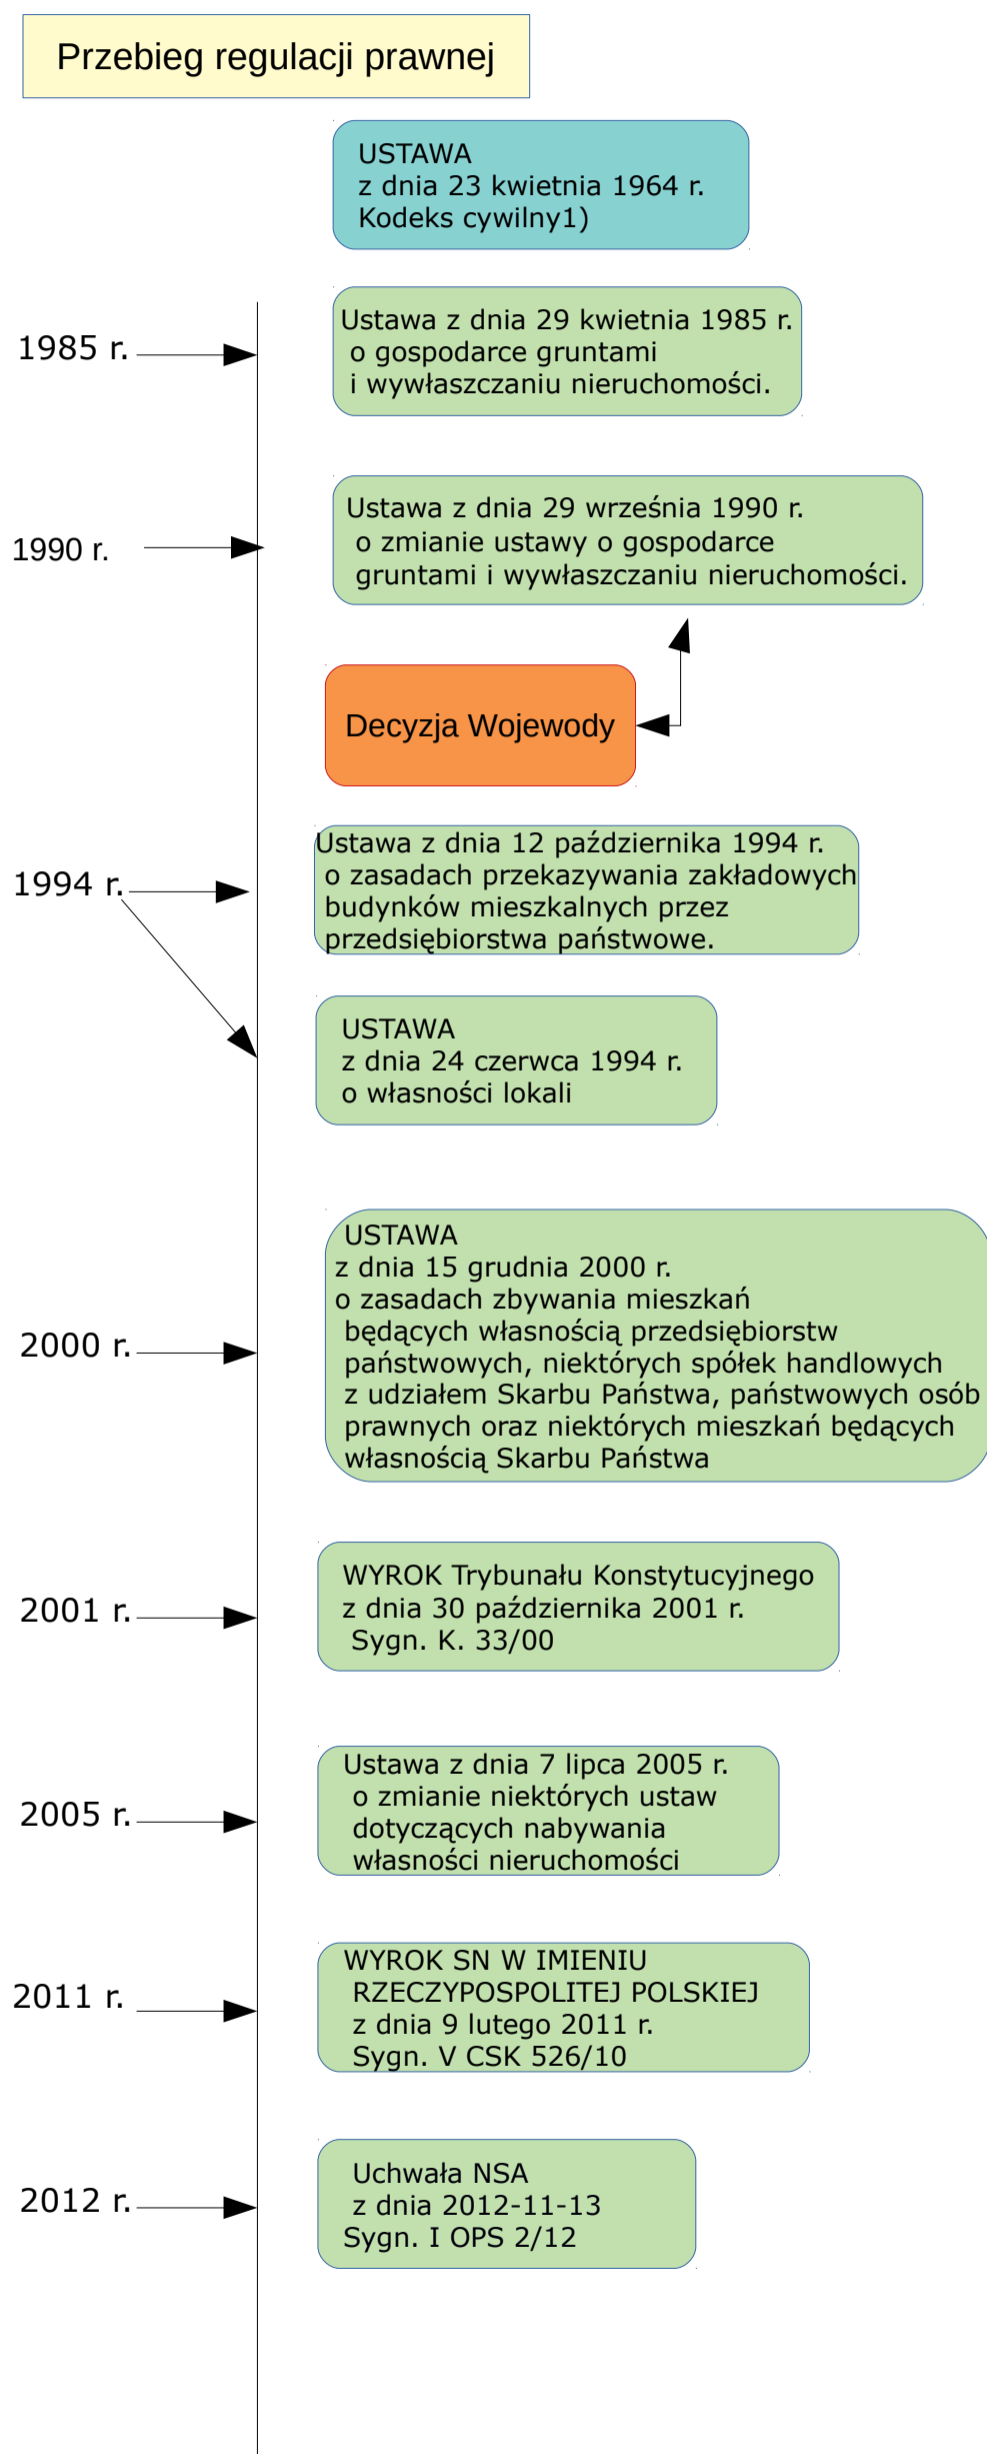 Przebieg regulacji prawnej
USTAWA
z dnia 23 kwietnia 1964 r.
Kodeks cywilny1)
1985 r.
Ustawa z dnia 29 kwietnia 1985 r.
o gospodarce gruntami
i wywłaszczaniu nieruchomości.
1990 r.
Ustawa z dnia 29 września 1990 r.
o zmianie ustawy o gospodarce
gruntami i wywłaszczaniu nieruchomości.
Decyzja Wojewody
1994 r.
Ustawa z dnia 12 października 1994 r.
o zasadach przekazywania zakładowych
budynków mieszkalnych przez
przedsiębiorstwa państwowe.
USTAWA
z dnia 24 czerwca 1994 r.
o własności lokali
2000 r.
USTAWA
z dnia 15 grudnia 2000 r.
o zasadach zbywania mieszkań
będących własnością przedsiębiorstw
państwowych, niektórych spółek handlowych
z udziałem Skarbu Państwa, państwowych osób
prawnych oraz niektórych mieszkań będących
własnością Skarbu Państwa
2001 r.
WYROK Trybunału Konstytucyjnego
z dnia 30 października 2001 r.
Sygn. K. 33/00
2005 r.
Ustawa z dnia 7 lipca 2005 r.
o zmianie niektórych ustaw
dotyczących nabywania
własności nieruchomości
2011 r.
WYROK SN W IMIENIU
RZECZYPOSPOLITEJ POLSKIEJ
z dnia 9 lutego 2011 r.
Sygn. V CSK 526/10
2012 r.
Uchwała NSA
z dnia 2012-11-13
Sygn. I OPS 2/12